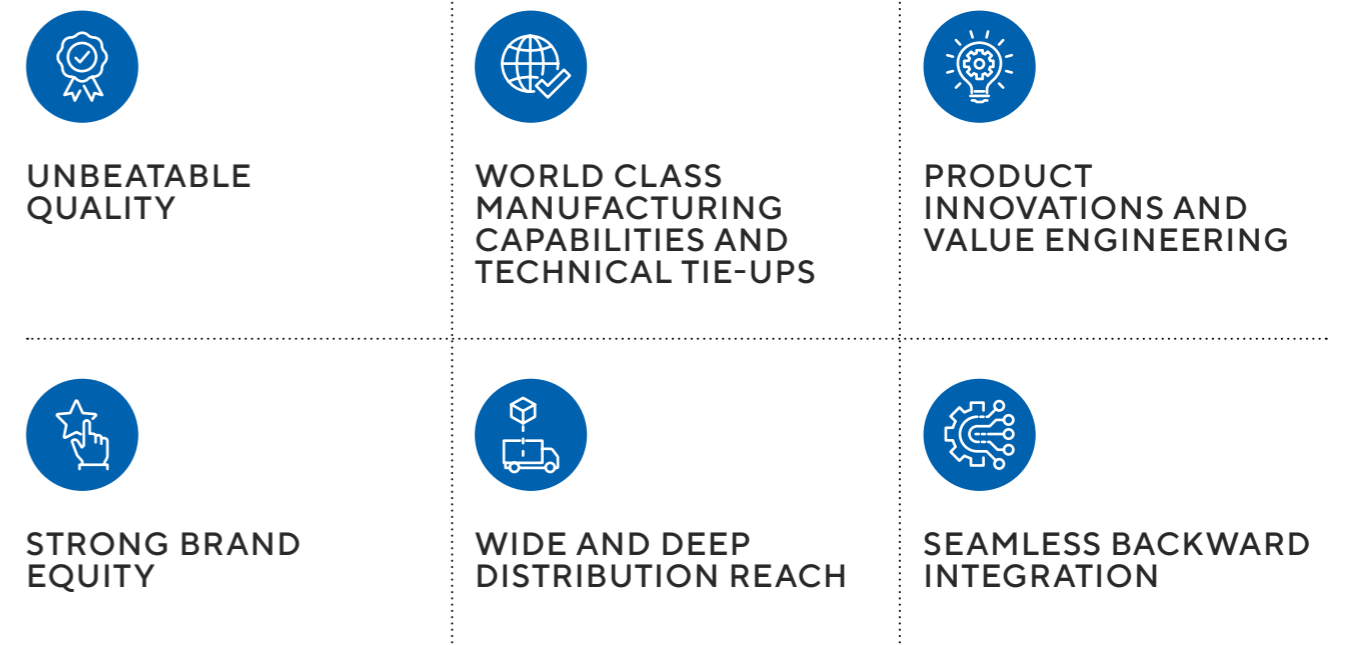 UNBEATABLE
QUALITY
WORLD CLASS
MANUFACTURING
CAPABILITIES AND
TECHNICAL TIE-UPS
PRODUCT
INNOVATIONS AND
VALUE ENGINEERING
STRONG BRAND
EQUITY
WIDE AND DEEP
DISTRIBUTION REACH
SEAMLESS BACKWARD
INTEGRATION